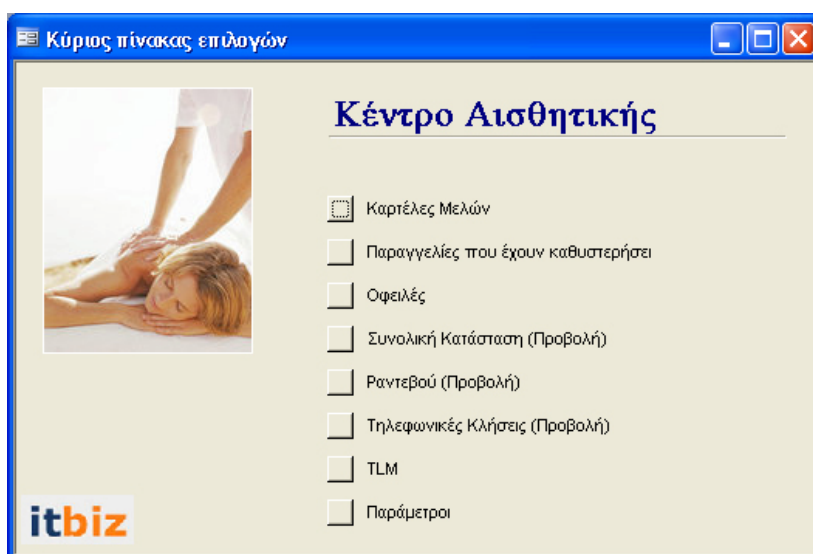 Κύριος πίνακας επιλογών
Κέντρο Αισθητικής
Καρτέλες Μελών
Παραγγελίες που έχουν καθυστερήσει
Οφειλές
Συνολική Κατάσταση (Προβολή)
Ραντεβού (Προβολή)
Τηλεφωνικές Κλήσεις (Προβολή)
TLM
Παράμετροι
itbiz